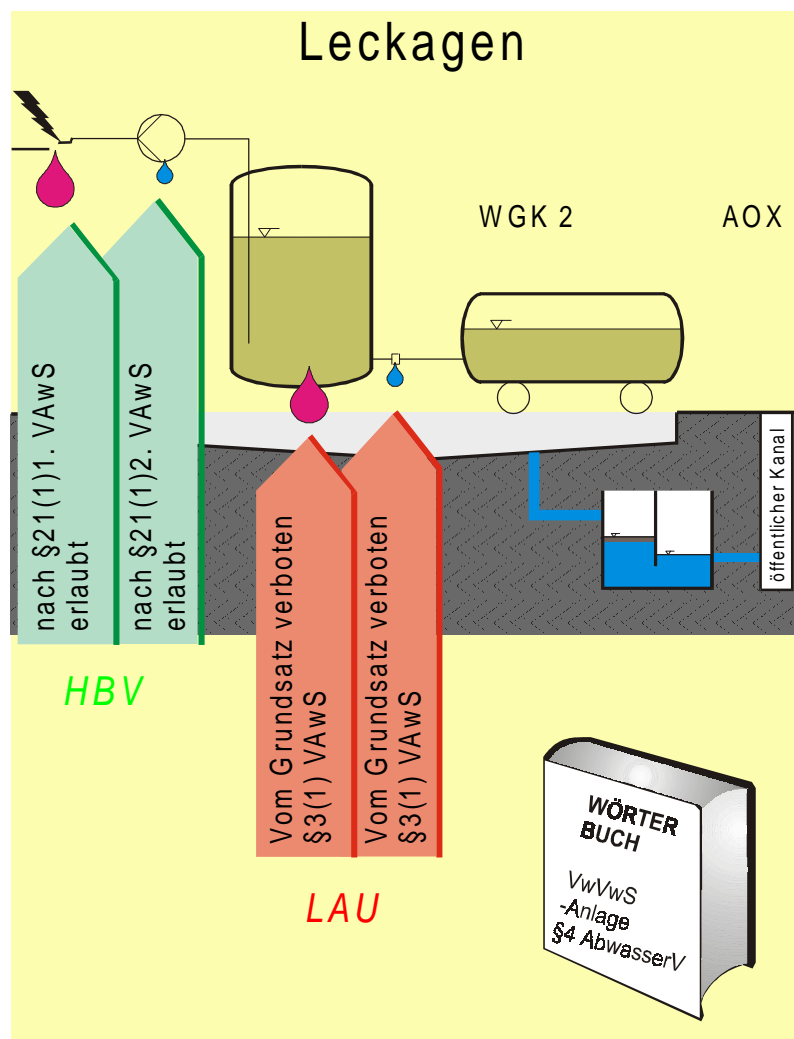 Leckagen
WGK 2
AOX
nach §21(1)1. VAwS
erlaubt
nach §21(1)2. VAwS
erlaubt
öffentlicher Kanal
Vom Grundsatz verboten
§3(1) VAwS
Vom Grundsatz verboten
§3(1) VAwS
HBV
LAU
WÖRTER
BUCH
VwVwS
-Anlage
§4 AbwasserV